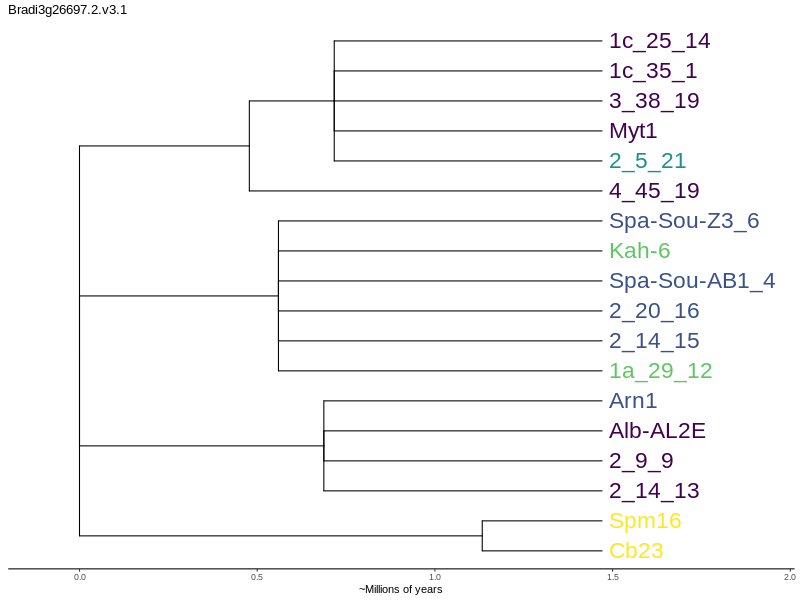 Bradi3g26697.2.v3.1
1c_25_14
1c_35_1
3_38_19
Myt1
2_5_21
4_45_19
Spa-Sou-Z3_6
Kah-6
Spa-Sou-AB1_4
2_20_16
2_14_15
1a_29_12
Arn1
Alb-AL2E
2_9_9
2_14_13
Spm16
Cb23
0.0 0.5 1.0 1.5 2.0
~Millions of years